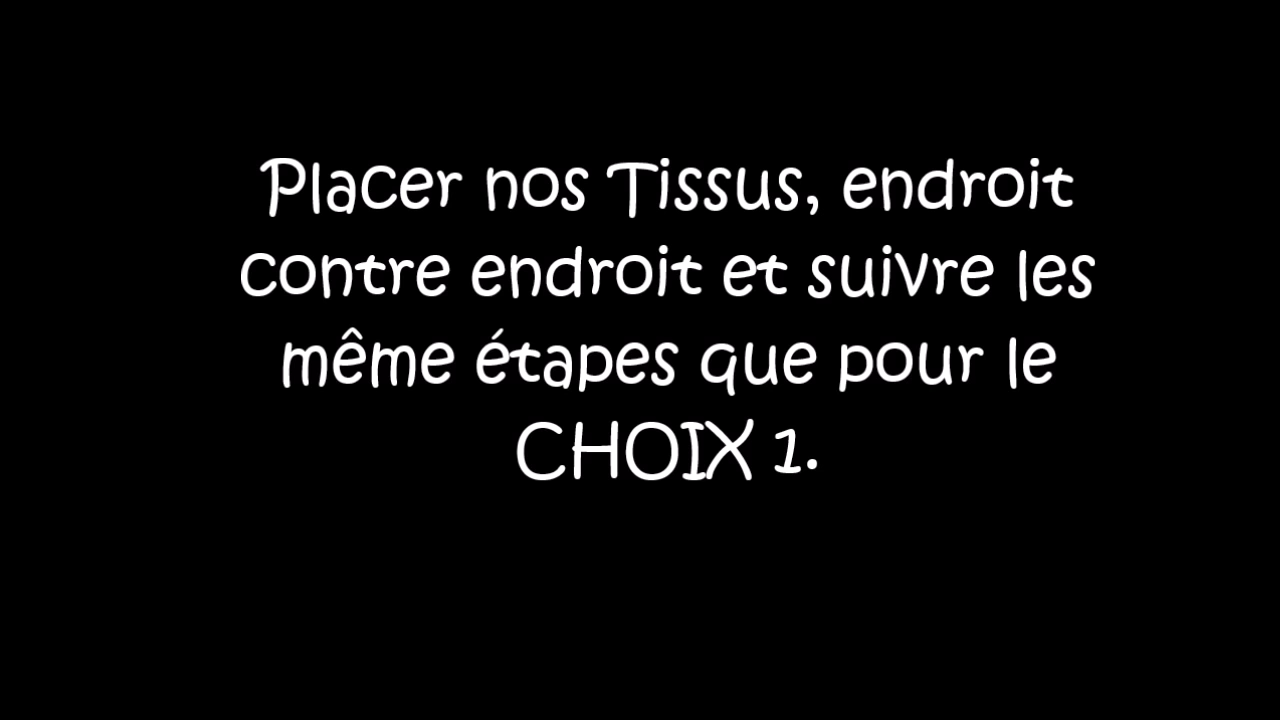 Placer nos Tissus, endroit
contre endroit et suivre les
même étapes que pour le
CHOIX 1.